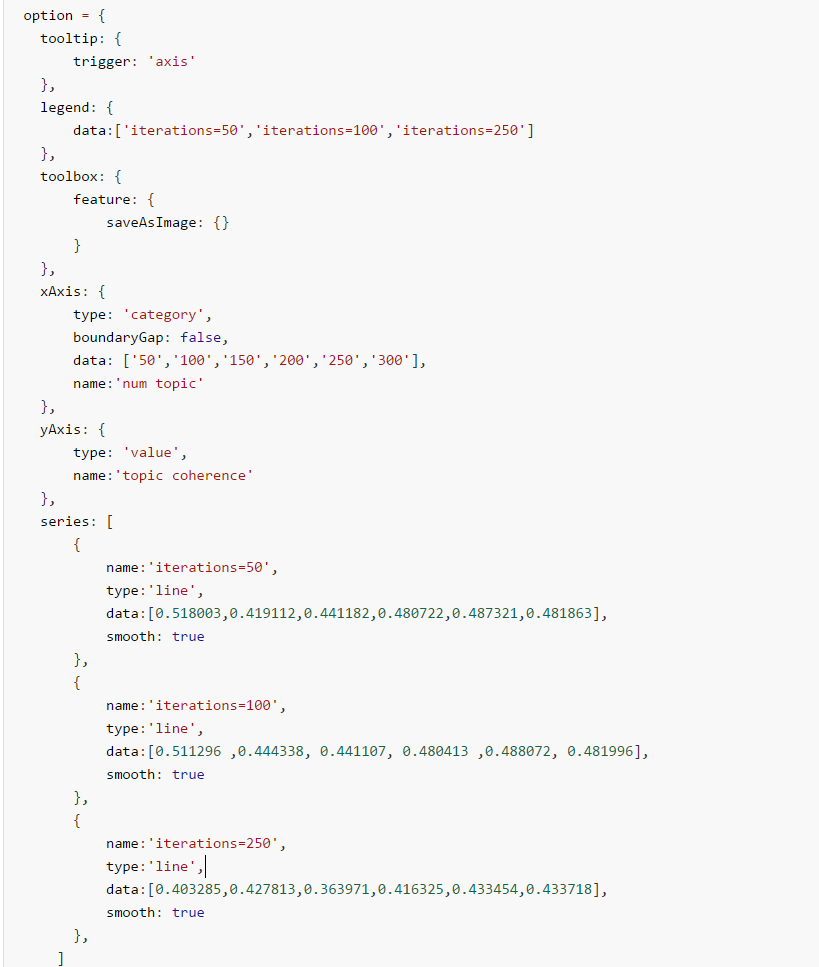 option = {
  tooltip: {
      trigger: 'axis'
  },
  legend: {
      data:['iterations=50','iterations=100','iterations=250']
  },
  toolbox: {
      feature: {
          saveAsImage: {}
      }
  },
  xAxis: {
      type: 'category',
      boundaryGap: false,
      data: ['50','100','150','200','250','300'],
      name:'num topic'
  },
  yAxis: {
      type: 'value',
      name:'topic coherence'
  },
  series: [
      {
          name:'iterations=50',
          type:'line',
          data:[0.518003,0.419112,0.441182,0.480722,0.487321,0.481863],
          smooth: true
      },
      {
          name:'iterations=100',
          type:'line',
          data:[0.511296 ,0.444338, 0.441107, 0.480413 ,0.488072, 0.481996],
          smooth: true
      },
      {
          name:'iterations=250',
          type:'line',
          data:[0.403285,0.427813,0.363971,0.416325,0.433454,0.433718],
          smooth: true
      },
    ]